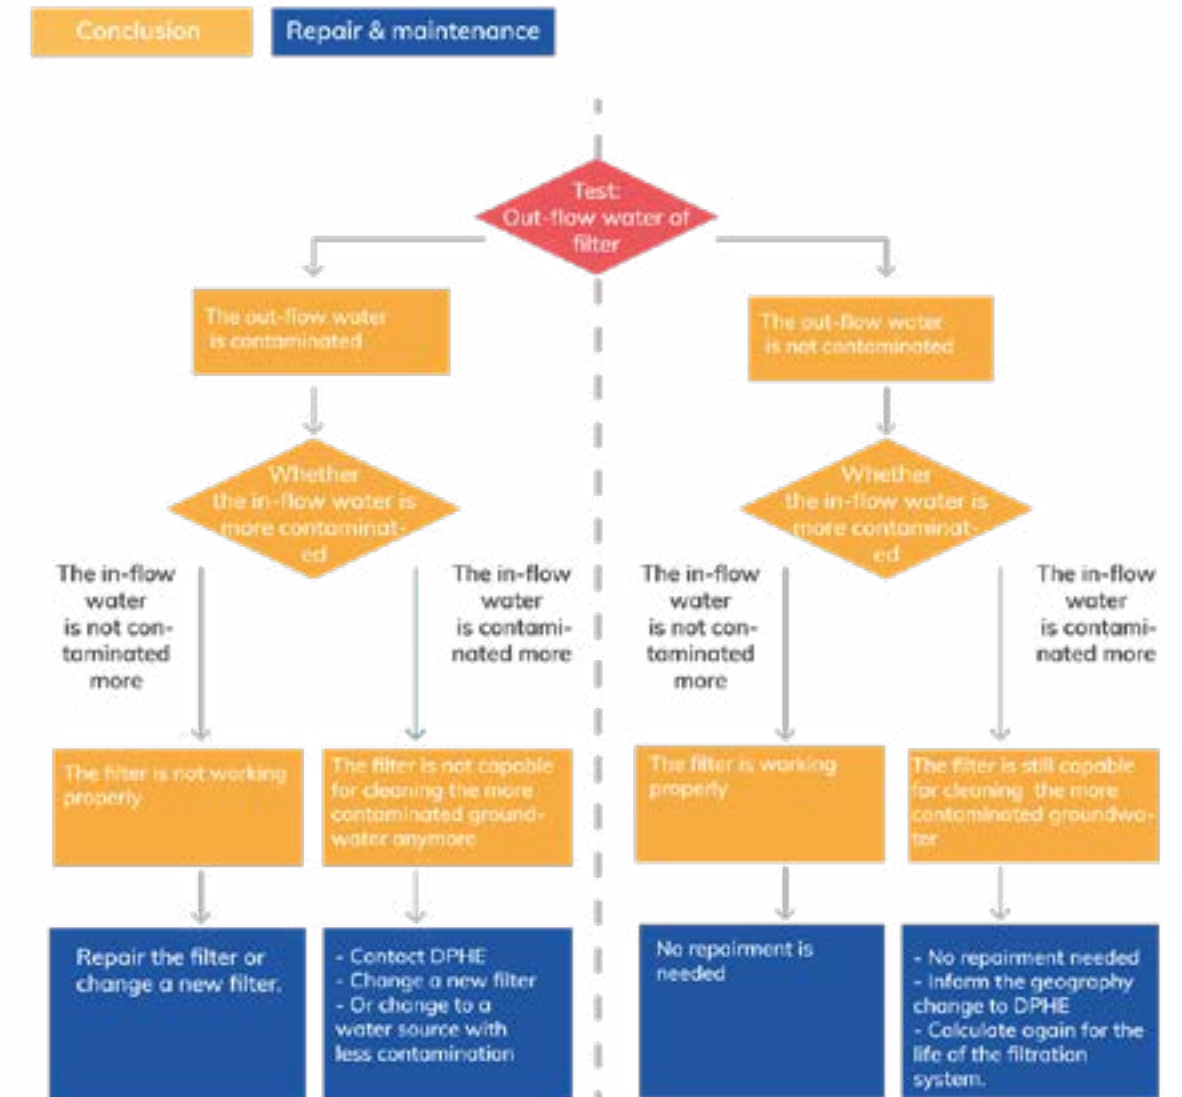 Conclusion
Repair & maintenance
Test:
Out-flow water of
filter
The out-flow water
is contaminated
The out-flow water
is not contaminated
Whether
the in-flow water is
more contaminat-
ed
Whether
the in-flow water is
more contaminat-
ed
The in-flow
water
is not con-
taminated
more
The in-flow
water
is contami-
nated more
The in-flow
water
is not con-
taminated
more
The in-flow
water
is contami-
nated more
The filter is not working
properly
The filter is not capable
for cleaning the more
contaminated ground-
water anymore
The filter is working
properly
The filter is still capable
for cleaning the more
contaminated groundwa-
ter
Repair the filter or
change a new filter.
- Contact DPHE
- Change a new filter
- Or change to a
water source with
less contamination
No repairment is
needed
- No repairment needed
- Inform the geography
change to DPHE
- Calculate again for the
life of the filtration
system.